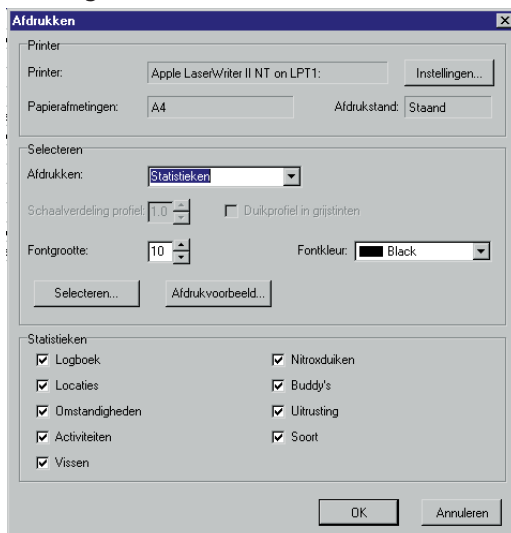 Afdrukken
Printer
Printer: Apple LaserWriter II NT on LPT1: Instellingen...
Papierafmetingen: A4 Afdrukstand: Staand
Selecteren
Afdrukken: Statistieken
Schaalverdeling profiel: 1.0 Duikprofiel in grijstinten
Fontgrootte: 10 Fontkleur: Black
Selecteren... Afdrukvoorbeeld...
Statistieken
Logboek Nitroxduiken
Locaties Buddy's
Omstandigheden Uitrusting
Activiteiten Soort
Vissen
OK Annuleren